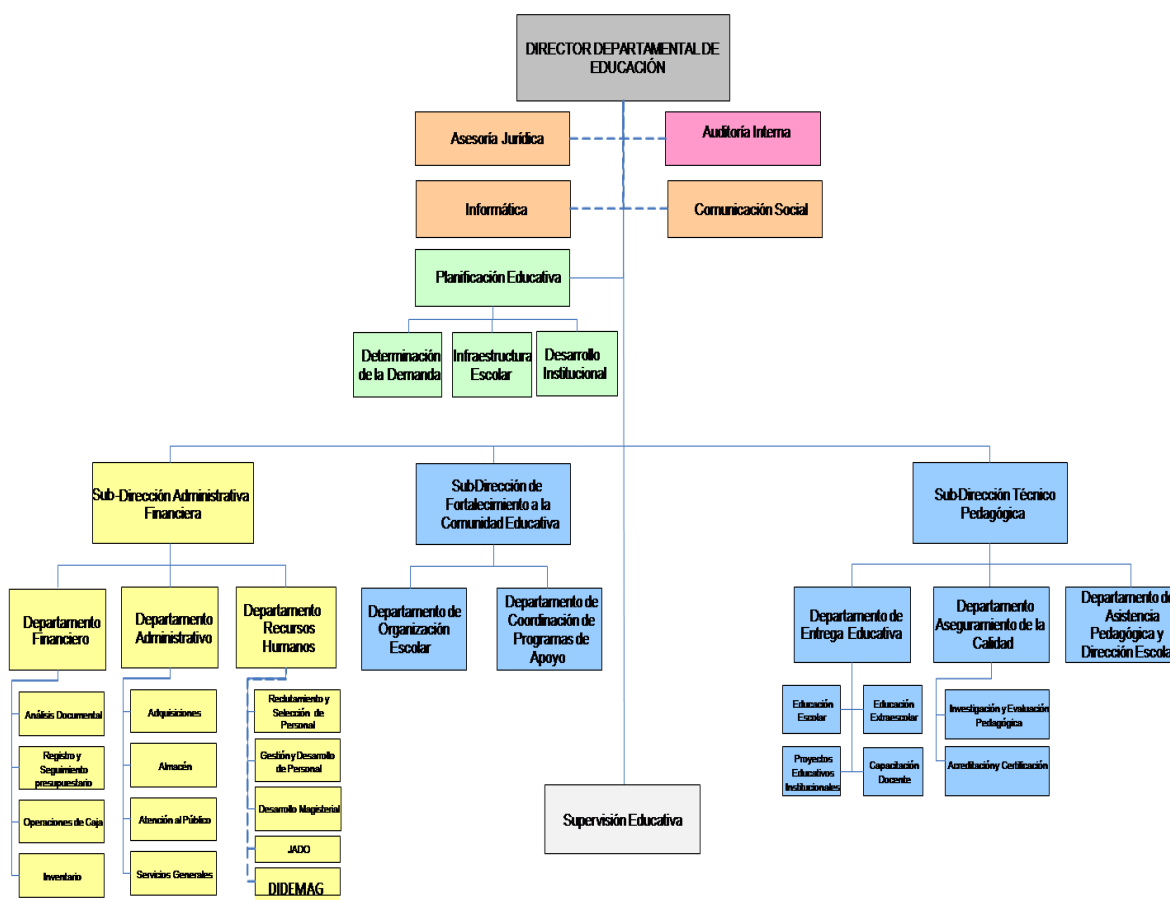 DIRECTOR DEPARTAMENTAL DE
EDUCACIÓN
Asesoría Jurídica
Auditoría Interna
Informática
Comunicación Social
Planificación Educativa
Determinación
de la Demanda
Infraestructura
Escolar
Desarrollo
Institucional
Sub-Dirección Administrativa
Financiera
Sub-Dirección de
Fortalecimiento a la
Comunidad Educativa
Sub-Dirección Técnico
Pedagógica
Departamento
Financiero
Departamento
Administrativo
Departamento
Recursos
Humanos
Departamento de
Organización
Escolar
Departamento de
Coordinación de
Programas de
Apoyo
Departamento de
Entrega Educativa
Departamento
Aseguramiento de la
Calidad
Departamento de
Asistencia
Pedagógica y
Dirección Escola
Análisis Documental
Registro y
Seguimiento
presupuestario
Operaciones de Caja
Inventario
Adquisiciones
Almacén
Atención al Público
Servicios Generales
Reclutamiento y
Selección de
Personal
Gestión y Desarrollo
de Personal
Desarrollo Magisterial
JADO
DIDEMAG
Educación
Escolar
Educación
Extraescolar
Proyectos
Educativos
Institucionales
Capacitación
Docente
Investigación y Evaluación
Pedagógica
Acreditación y Certificación
Supervisión Educativa